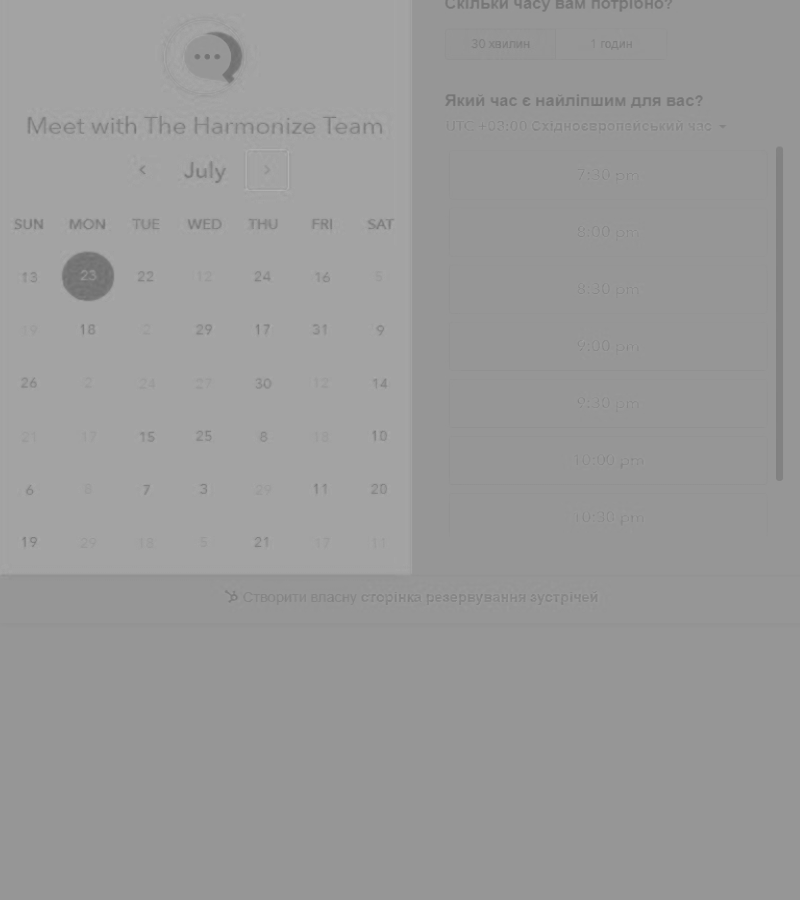 Meet with The Harmonize Team
July
SUN MON TUE WED THU FRI SAT
13 23 22 12 24 16 5
19 18 2 29 17 31 9
26 2 24 27 30 12 14
21 17 15 25 8 18 10
6 8 7 3 29 11 20
19 29 18 5 21 17 11
Скільки часу вам потрібно?
30 хвилин 1 годин
Який час є найліпшим для вас?
UTC +03:00 Східноєвропейський час
7:30 pm
8:00 pm
8:30 pm
9:00 pm
9:30 pm
10:00 pm
10:30 pm
Створити власну сторінка резервування зустрічей